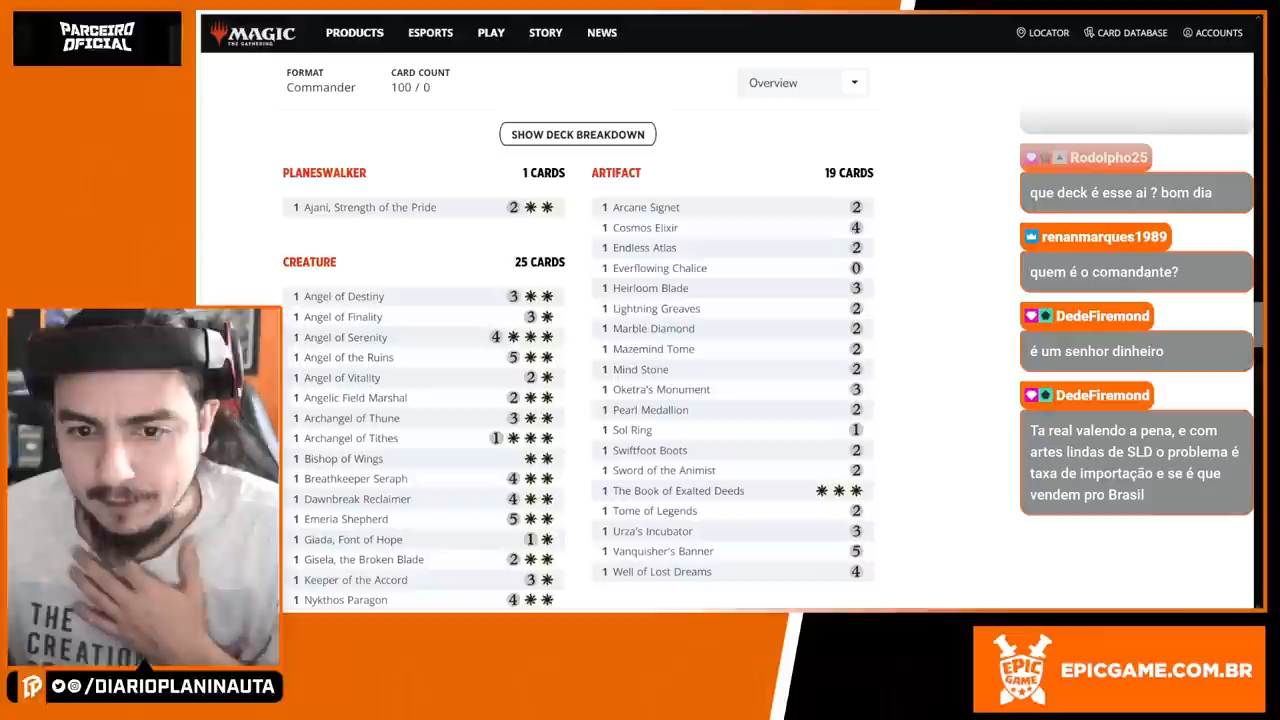 PARCEIRO
OFICIAL
MAGIC
THE GATHERING
PRODUCTS ESPORTS PLAY STORY NEWS
LOCATOR CARD DATABASE ACCOUNTS
FORMAT CARD COUNT
Commander 100 / 0
Overview
SHOW DECK BREAKDOWN
PLANESWALKER 1 CARDS
1 Ajani, Strength of the Pride 2
CREATURE 25 CARDS
1 Angel of Destiny 3
1 Angel of Finality 3
1 Angel of Serenity 4
1 Angel of the Ruins 5
1 Angel of Vitality 2
1 Angelic Field Marshal 2
1 Archangel of Thune 3
1 Archangel of Tithes 1
1 Bishop of Wings
1 Breathkeeper Seraph 4
1 Dawnbreak Reclaimer 4
1 Emeria Shepherd 5
1 Giada, Font of Hope 1
1 Gisela, the Broken Blade 2
1 Keeper of the Accord 3
1 Nykthos Paragon 4
ARTIFACT 19 CARDS
1 Arcane Signet 2
1 Cosmos Elixir 4
1 Endless Atlas 2
1 Everflowing Chalice 0
1 Heirloom Blade 3
1 Lightning Greaves 2
1 Marble Diamond 2
1 Mazemind Tome 2
1 Mind Stone 2
1 Oketra's Monument 3
1 Pearl Medallion 2
1 Sol Ring 1
1 Swiftfoot Boots 2
1 Sword of the Animist 2
1 The Book of Exalted Deeds
1 Tome of Legends 2
1 Urza's Incubator 3
1 Vanquisher's Banner 5
1 Well of Lost Dreams 4
Rodolpho25
que deck é esse ai ? bom dia
renanmarques1989
quem é o comandante?
DedeFiremond
é um senhor dinheiro
DedeFiremond
Ta real valendo a pena, e com
artes lindas de SLD o problema é
taxa de importação e se é que
vendem pro Brasil
THE
CREATION
/DIARIOPLANINAUTA
EPIC
GAME
EPICGAME.COM.BR